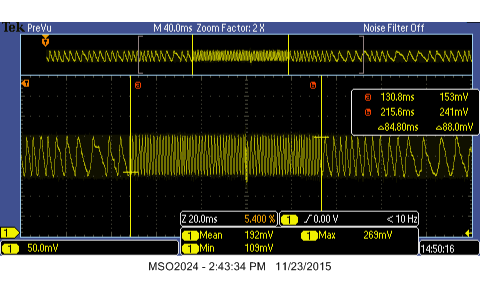 Tek PreVu M 40.0ms Zoom Factor: 2 X Noise Filter Off
T
T
a
b
a 130.8ms 153mV
b 215.6ms 241mV
△84.80ms △88.0mV
Z 20.0ms 5.400 % 1 0.00 V < 10 Hz
1
1 50.0mV 1 Mean 192mV 1 Max 269mV
1 Min 109mV 14:50:16
MSO2024 - 2:43:34 PM 11/23/2015